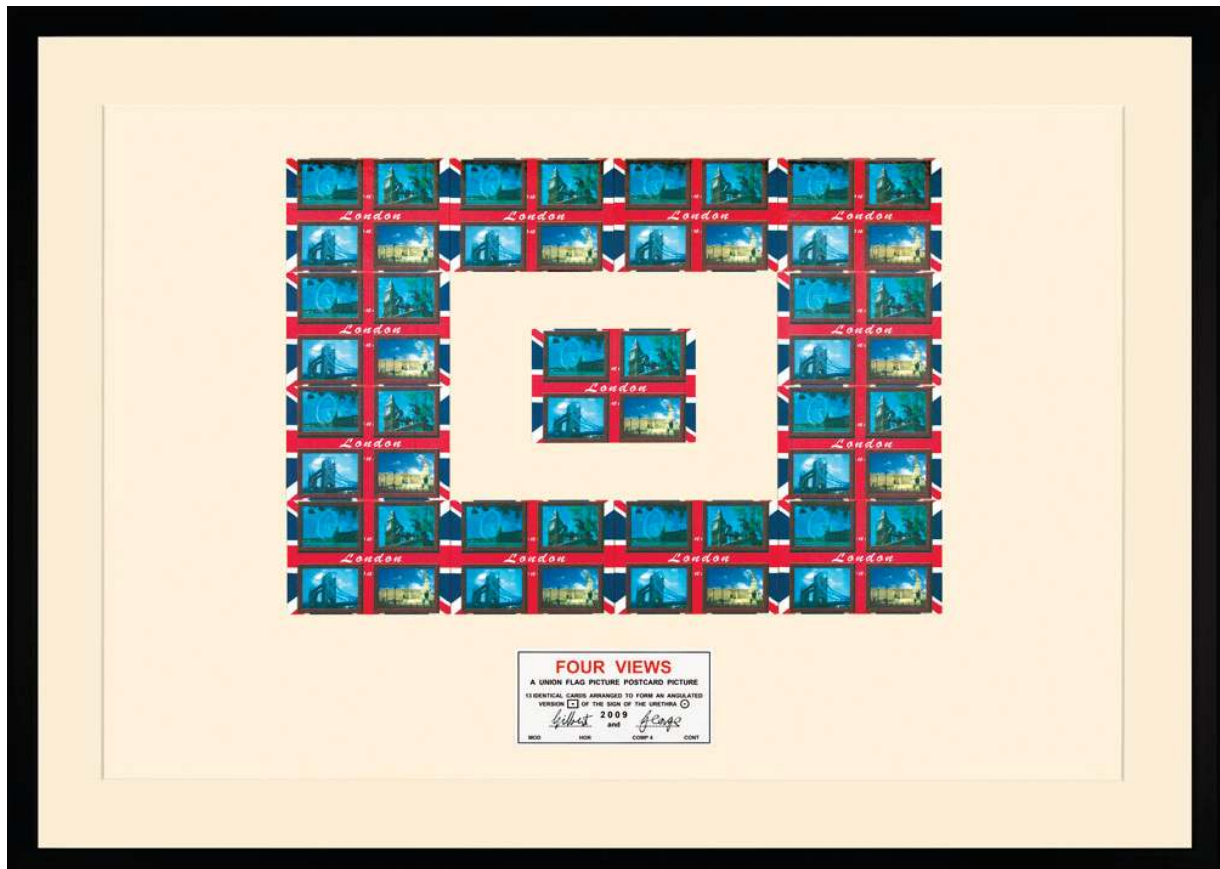 London London London London
London
London
London
London
London
London London London London
FOUR VIEWS
A UNION FLAG PICTURE POSTCARD PICTURE
13 IDENTICAL CARDS ARRANGED TO FORM AN ANGULATED
VERSION OF THE SIGN OF THE URETHRA
Gilbert 2009 and George
MOD HOR COMP 4 CONT